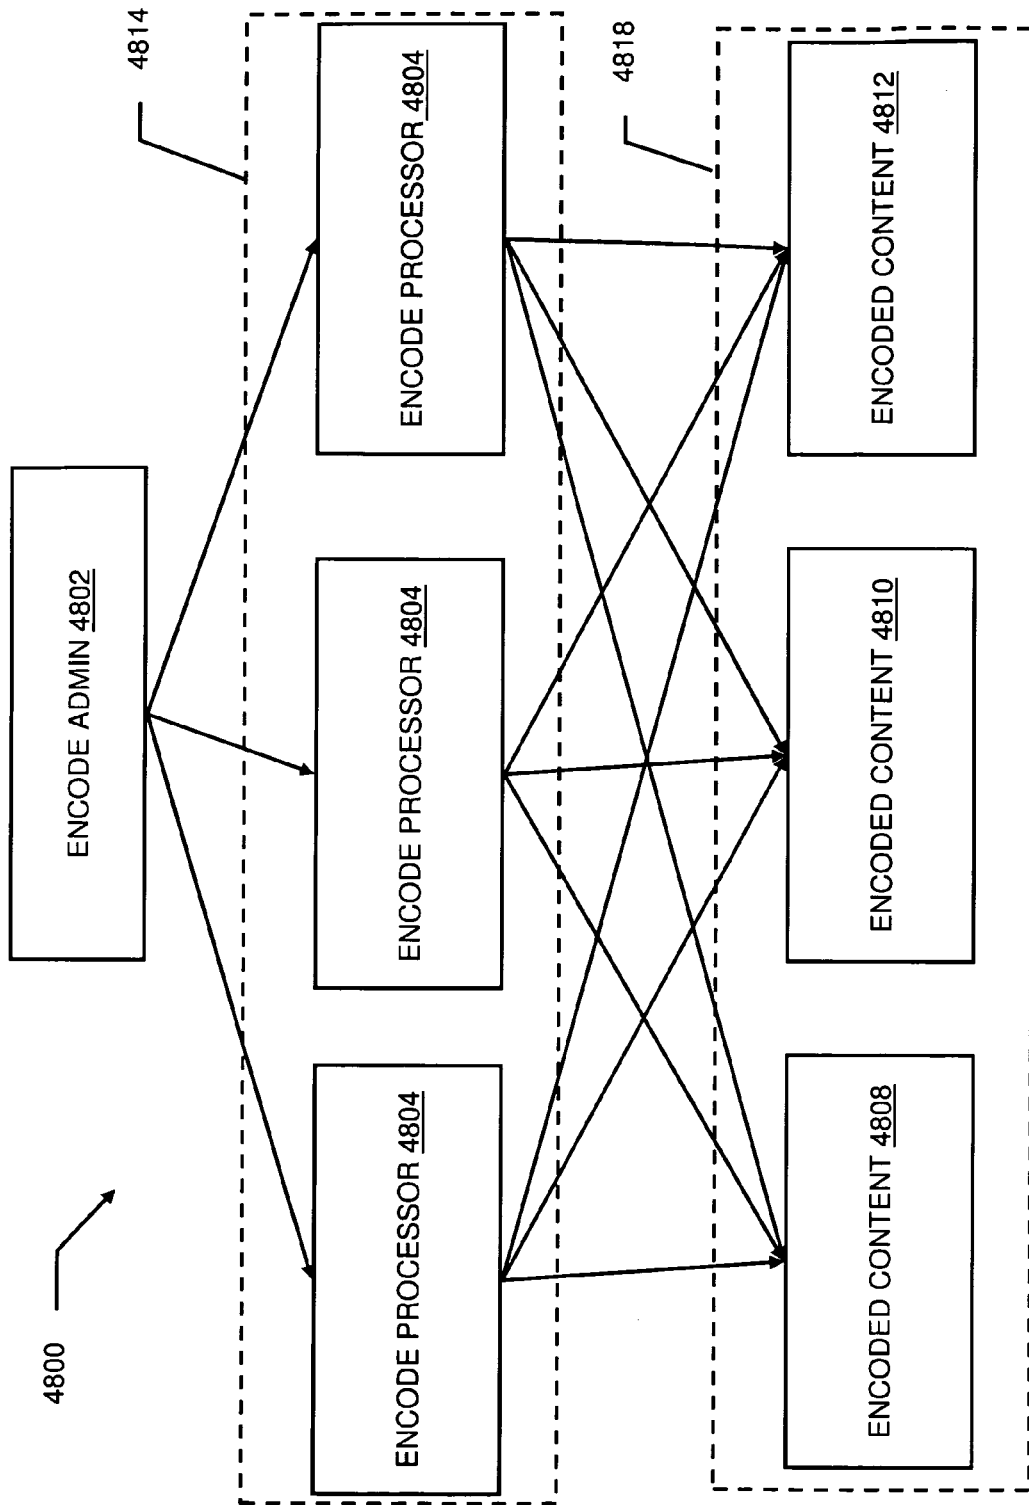 4800
ENCODE ADMIN 4802
4814
ENCODE PROCESSOR 4804
ENCODE PROCESSOR 4804
ENCODE PROCESSOR 4804
4818
ENCODED CONTENT 4808
ENCODED CONTENT 4810
ENCODED CONTENT 4812